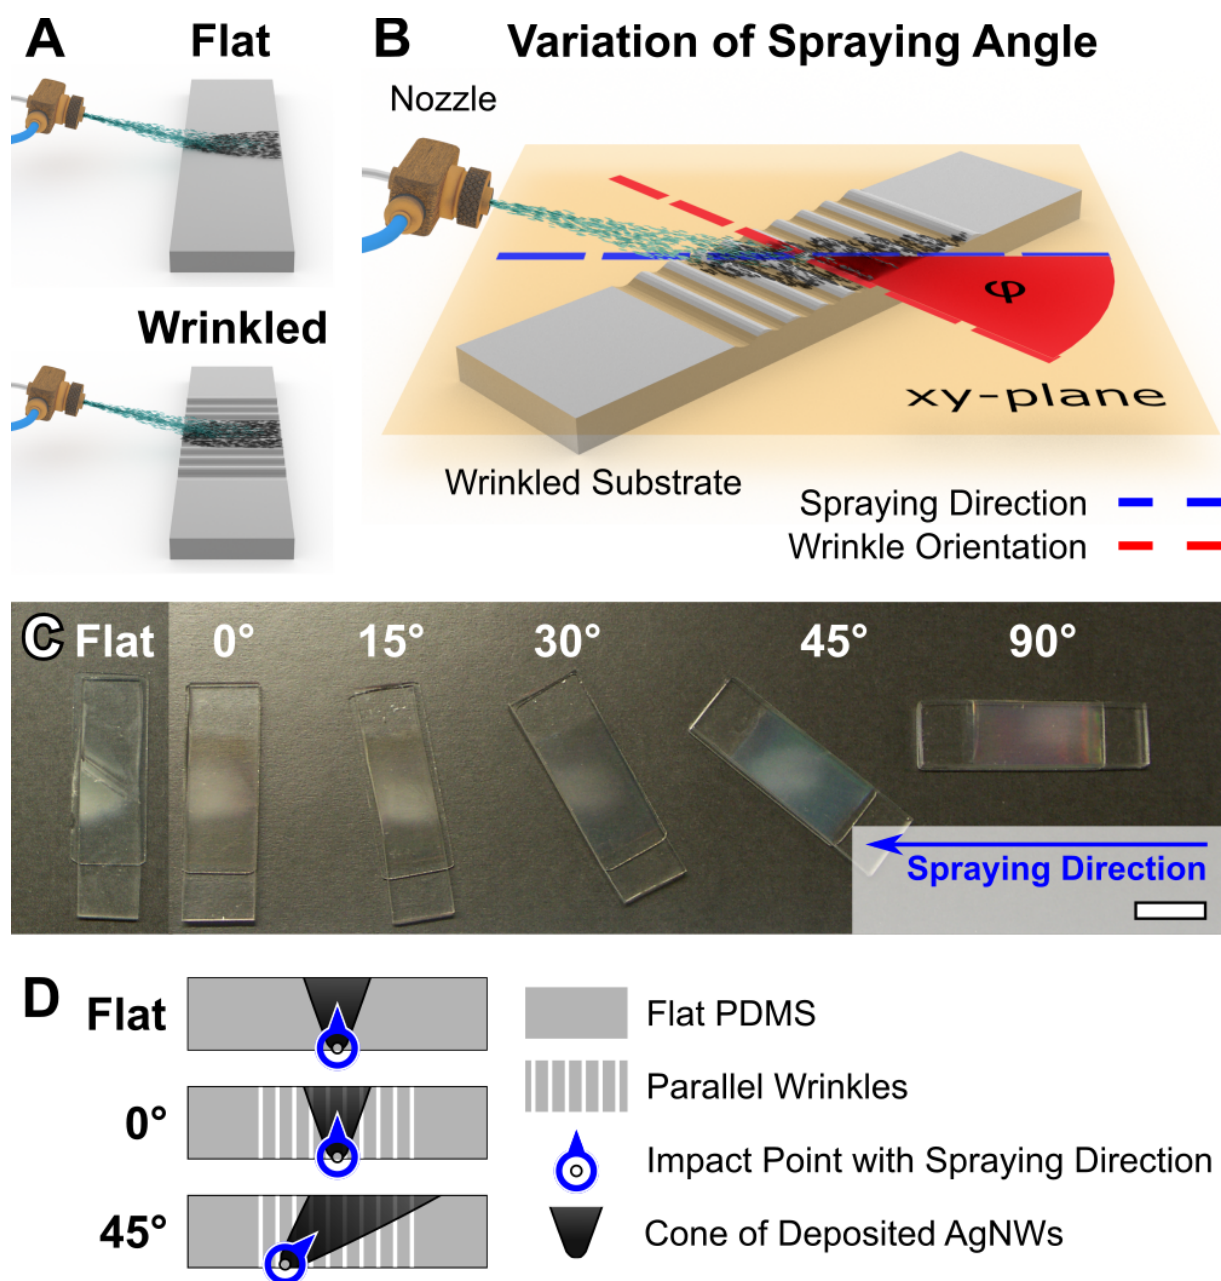 A
Flat
Wrinkled
B
Variation of Spraying Angle
Nozzle
φ
xy-plane
Wrinkled Substrate
Spraying Direction
Wrinkle Orientation
C
Flat
0°
15°
30°
45°
90°
Spraying Direction
D
Flat
0°
45°
Flat PDMS
Parallel Wrinkles
Impact Point with Spraying Direction
Cone of Deposited AgNWs